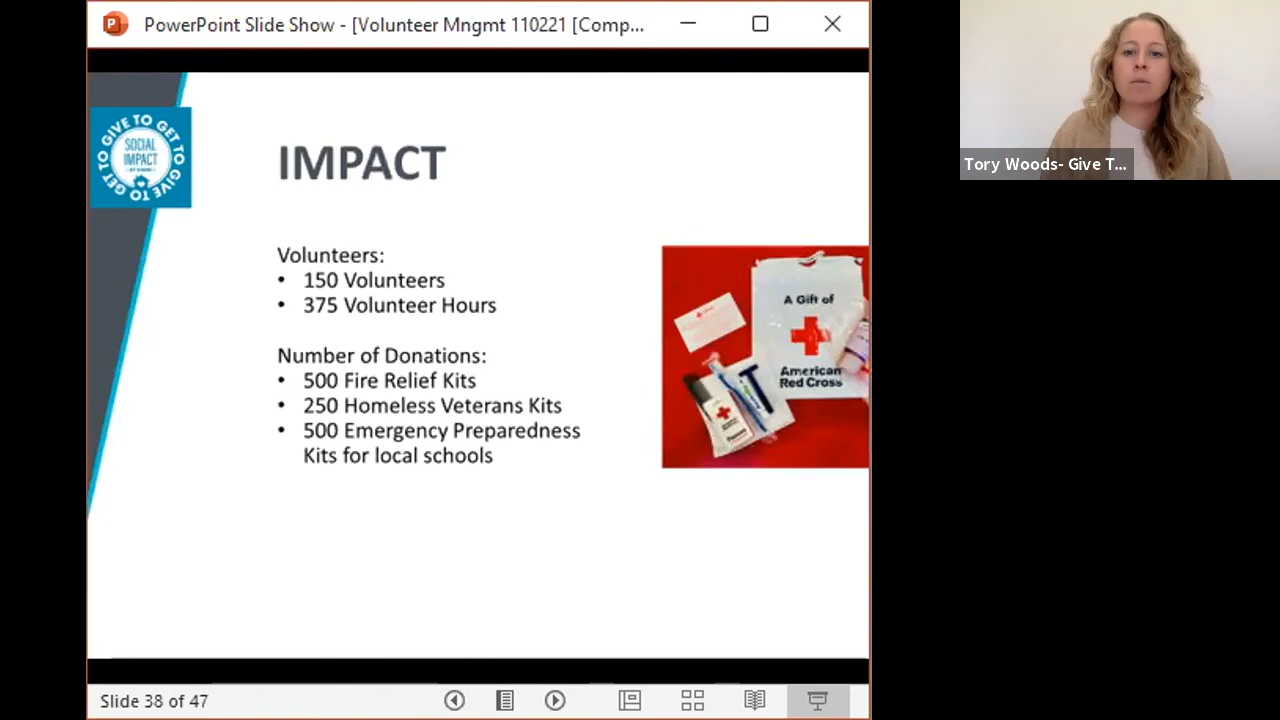 PowerPoint Slide Show - [Volunteer Mngmt 110221 [Comp...
TO GIVE TO GET TO GIVE TO GET
SOCIAL
IMPACT
IMPACT
Volunteers:
• 150 Volunteers
• 375 Volunteer Hours
Number of Donations:
• 500 Fire Relief Kits
• 250 Homeless Veterans Kits
• 500 Emergency Preparedness
Kits for local schools
A Gift of
American
Red Cross
Slide 38 of 47
Tory Woods- Give T...